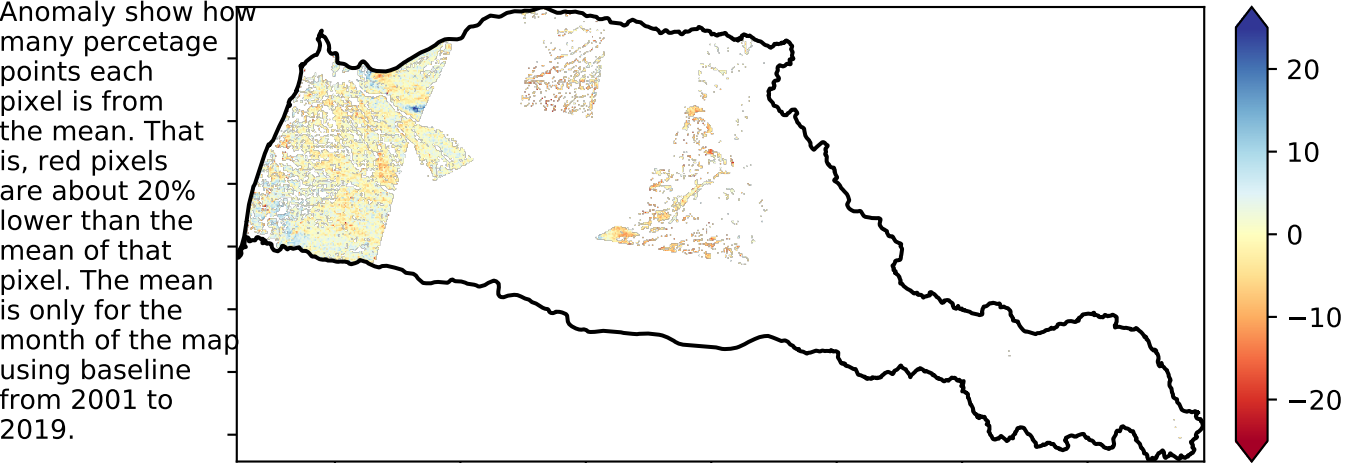 Anomaly show how
many percetage
points each
pixel is from
the mean. That
is, red pixels
are about 20%
lower than the
mean of that
pixel. The mean
is only for the
month of the map
using baseline
from 2001 to
2019.
20
10
0
−10
−20